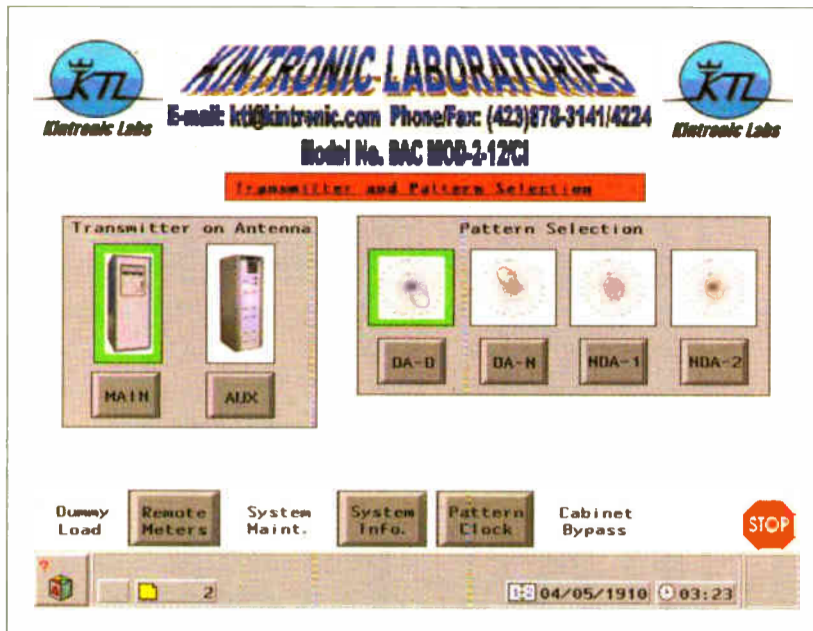 KINTRONIC LABORATORIES
KTL
Kintronic Labs
KTL
Kintronic Labs
E-mail: ktl@kintronic.com Phone/Fax: (423)878-3141/4224
Model No. DAC MOD-2-12/CI
Transmitter and Pattern Selection
Transmitter on Antenna
MAIN
AUX
Pattern Selection
DA-D
DA-N
NDA-1
NDA-2
Dummy Load
Remote Meters
System Maint.
System Info.
Pattern Clock
Cabinet Bypass
STOP
?
2
04/05/1910
03:23